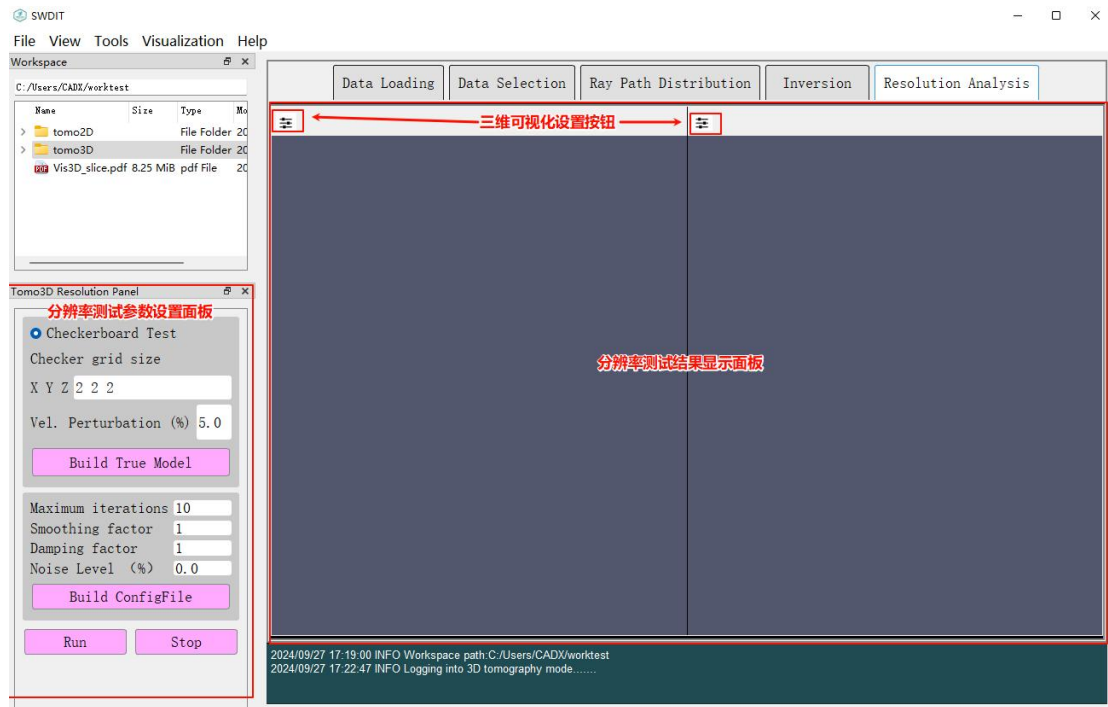 SWDIT
File View Tools Visualization Help
Workspace
C:/Users/CADX/worktest
Name Size Type Mo
tomo2D File Folder 20
tomo3D File Folder 20
PDF Vis3D_slice.pdf 8.25 MiB pdf File 20
Data Loading Data Selection Ray Path Distribution Inversion Resolution Analysis
三维可视化设置按钮
分辨率测试结果显示面板
Tomo3D Resolution Panel
分辨率测试参数设置面板
Checkerboard Test
Checker grid size
X Y Z 2 2 2
Vel. Perturbation (%) 5.0
Build True Model
Maximum iterations 10
Smoothing factor 1
Damping factor 1
Noise Level （%） 0.0
Build ConfigFile
Run Stop
2024/09/27 17:19:00 INFO Workspace path:C:/Users/CADX/worktest
2024/09/27 17:22:47 INFO Logging into 3D tomography mode.......